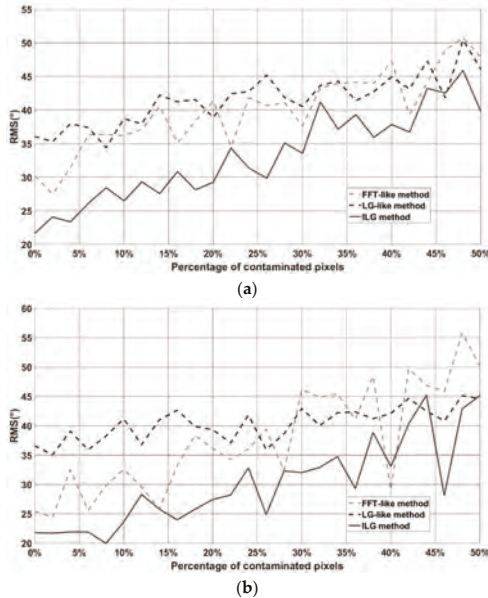 55
50
45
40
35
30
25
20
RMS(°)
0% 5% 10% 15% 20% 25% 30% 35% 40% 45% 50%
Percentage of contaminated pixels
FFT-like method
LG-like method
ILG method
(a)
60
55
50
45
40
35
30
25
20
RMS(°)
0% 5% 10% 15% 20% 25% 30% 35% 40% 45% 50%
Percentage of contaminated pixels
FFT-like method
LG-like method
ILG method
(b)